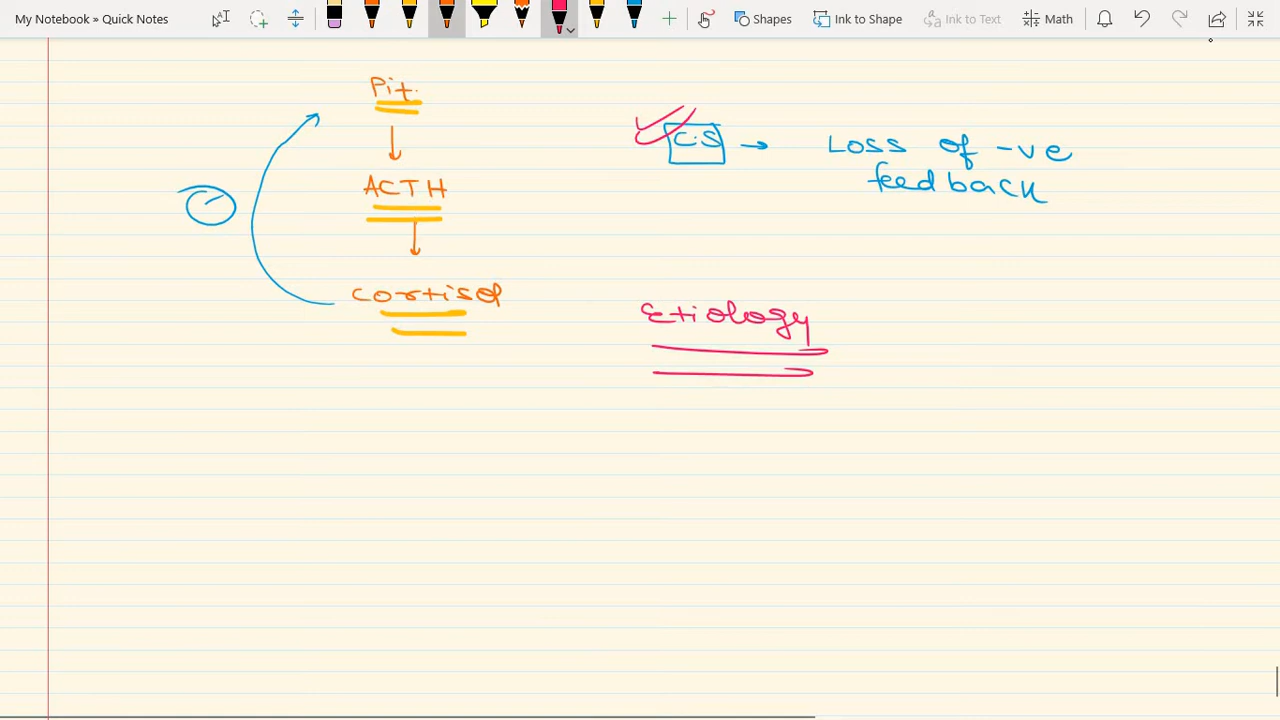 My Notebook » Quick Notes
Shapes
Ink to Shape
Ink to Text
Math
Pit.
ACTH
Cortisol
C.S → Loss of -ve
feedback
Etiology